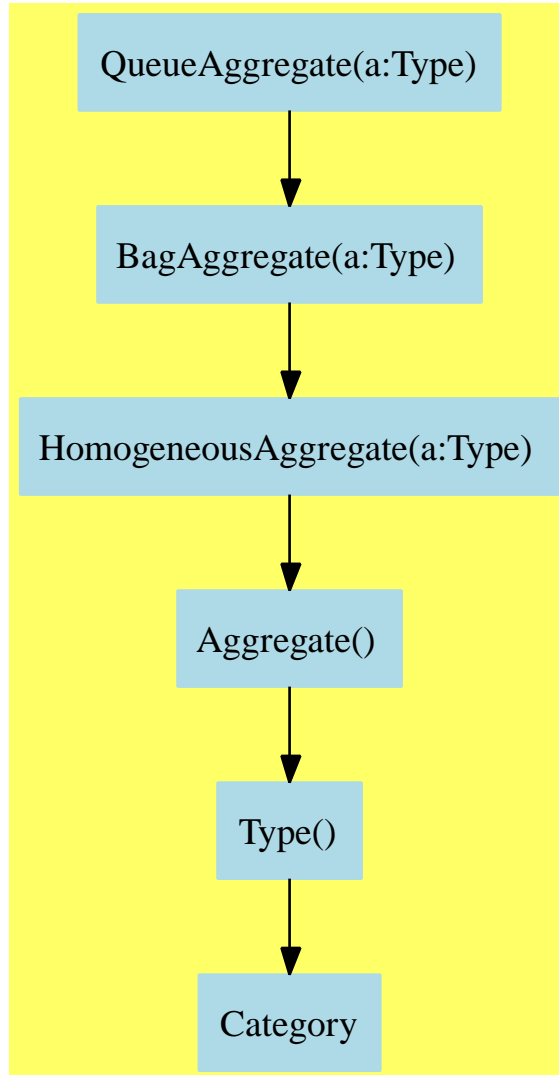 QueueAggregate(a:Type)
BagAggregate(a:Type)
HomogeneousAggregate(a:Type)
Aggregate()
Type()
Category